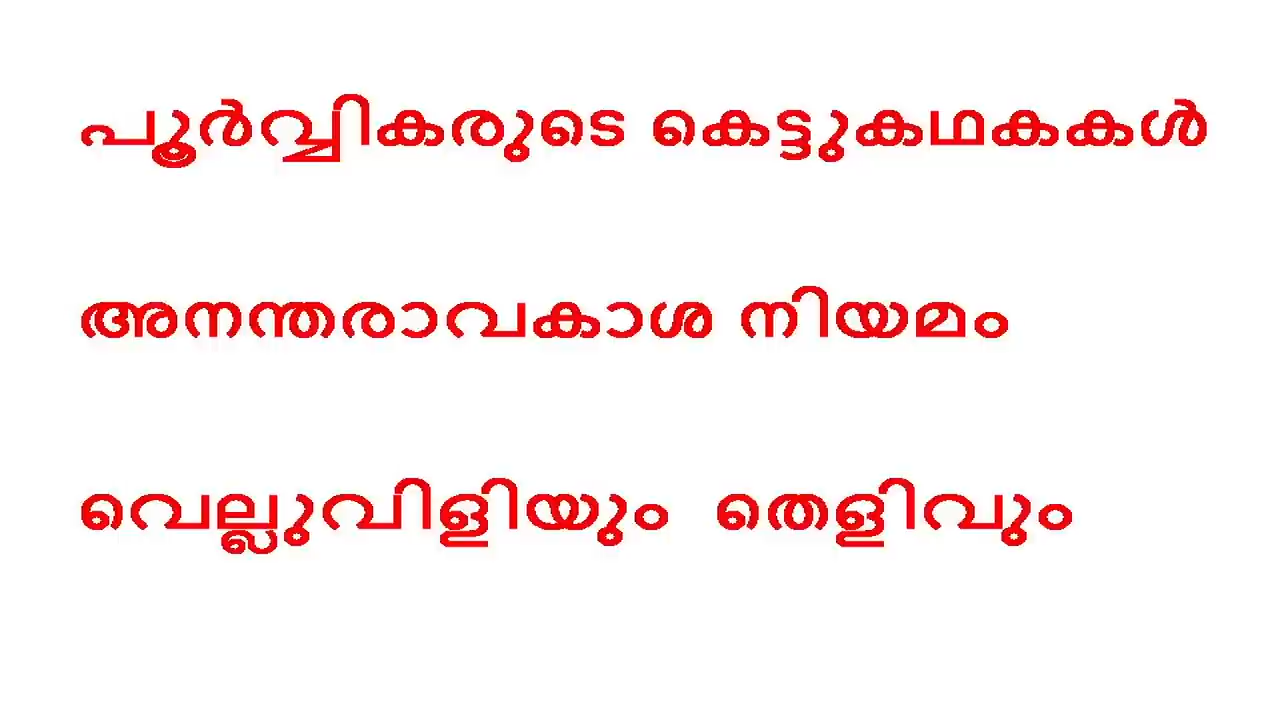 പൂർവ്വികരുടെ കെട്ടുകഥകകൾ
അനന്തരാവകാശ നിയമം
വെല്ലുവിളിയും തെളിവും